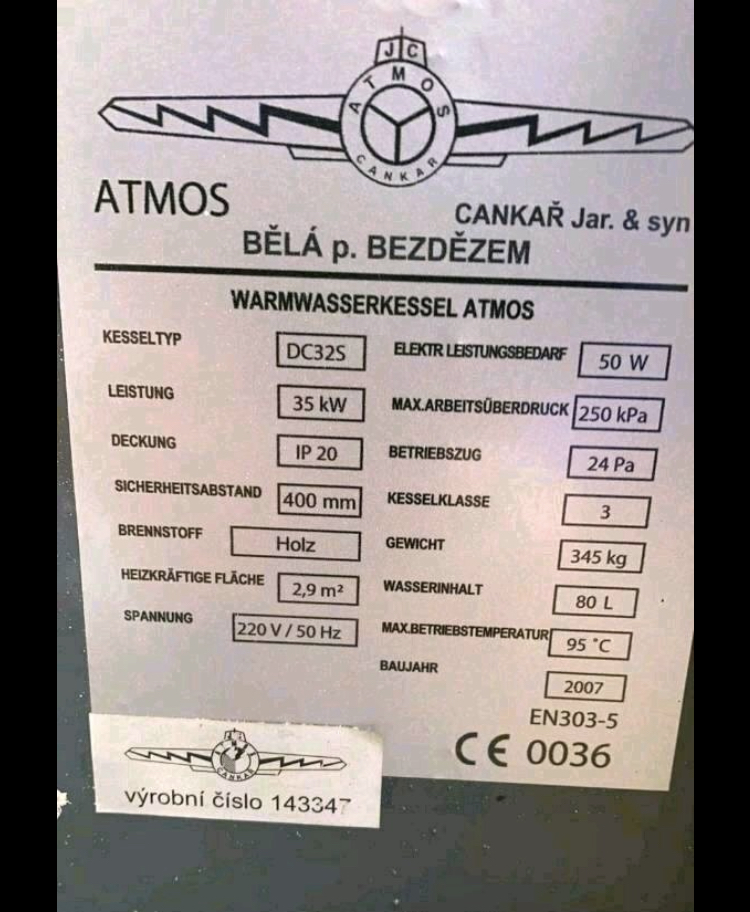 JC
ATMOS
CANKAR
ATMOS
CANKAŘ Jar. & syn
BĚLÁ p. BEZDĚZEM
WARMWASSERKESSEL ATMOS
KESSELTYP DC32S ELEKTR LEISTUNGSBEDARF 50 W
LEISTUNG 35 kW MAX.ARBEITSÜBERDRUCK 250 kPa
DECKUNG IP 20 BETRIEBSZUG 24 Pa
SICHERHEITSABSTAND 400 mm KESSELKLASSE 3
BRENNSTOFF Holz GEWICHT 345 kg
HEIZKRÄFTIGE FLÄCHE 2,9 m² WASSERINHALT 80 L
SPANNUNG 220 V / 50 Hz MAX.BETRIEBSTEMPERATUR 95 °C
BAUJAHR 2007
EN303-5
CE 0036
CANKAR
výrobní číslo 143347